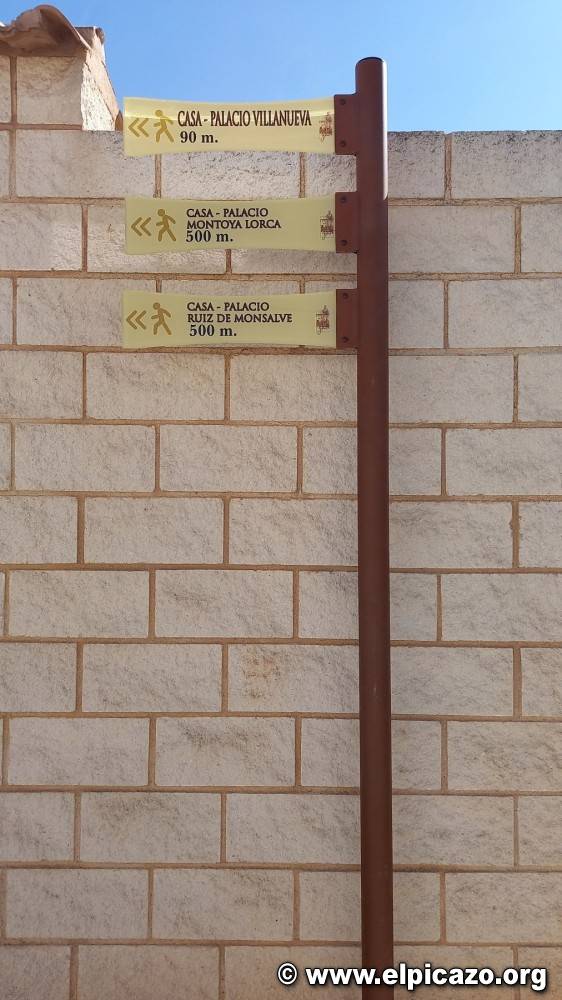 CASA - PALACIO VILLANUEVA
90 m.
CASA - PALACIO
MONTOYA LORCA
500 m.
CASA - PALACIO
RUIZ DE MONSALVE
500 m.
© www.elpicazo.org